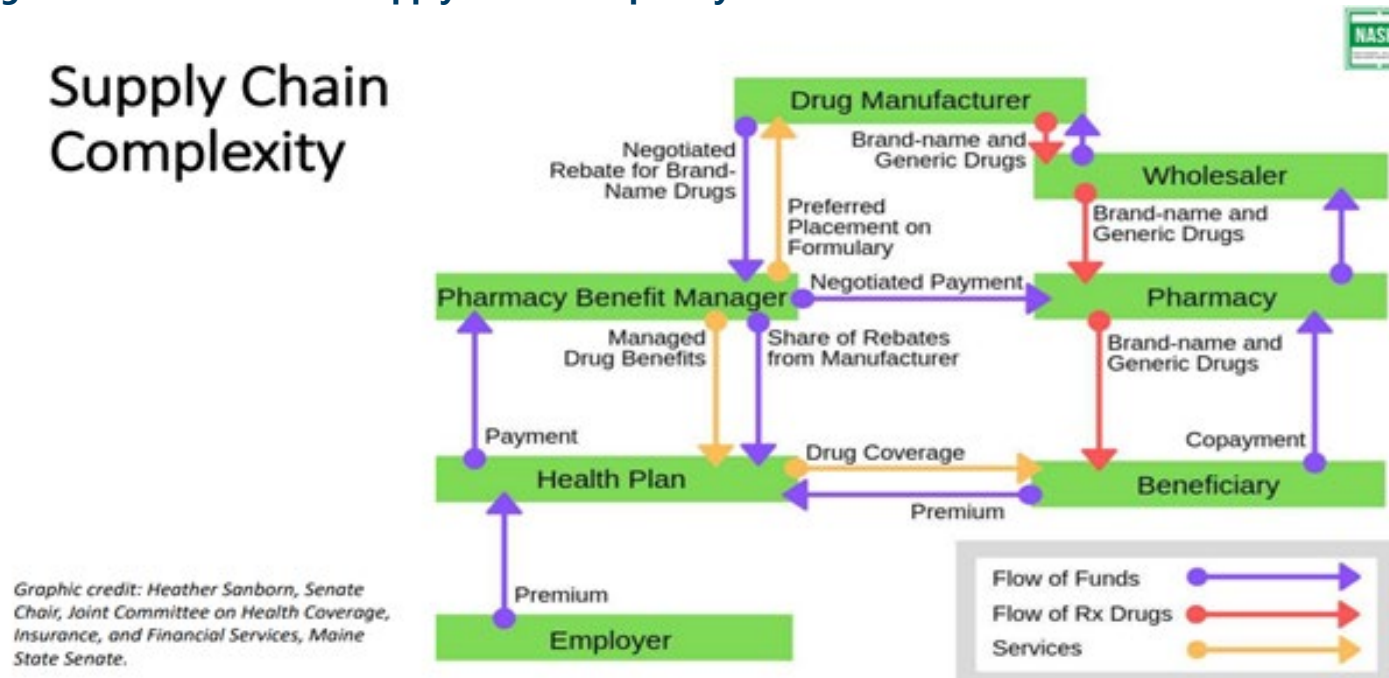 Supply Chain
Complexity
Drug Manufacturer
Negotiated
Rebate for Brand-
Name Drugs
Preferred
Placement on
Formulary
Brand-name and
Generic Drugs
Wholesaler
Brand-name and
Generic Drugs
Pharmacy Benefit Manager
Negotiated Payment
Pharmacy
Managed
Drug Benefits
Share of Rebates
from Manufacturer
Brand-name and
Generic Drugs
Payment
Copayment
Health Plan
Drug Coverage
Premium
Beneficiary
Premium
Employer
Flow of Funds
Flow of Rx Drugs
Services
Graphic credit: Heather Sanborn, Senate
Chair, Joint Committee on Health Coverage,
Insurance, and Financial Services, Maine
State Senate.